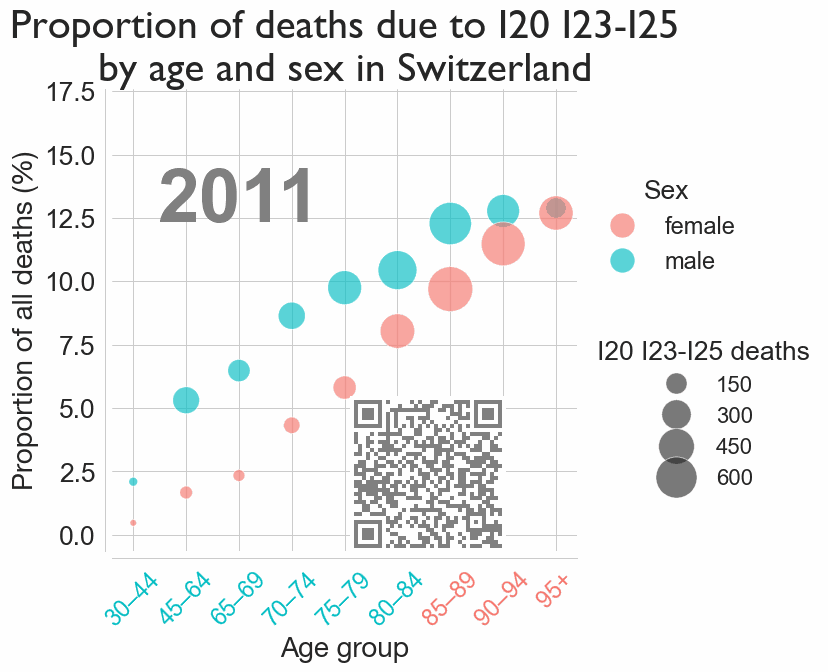 Proportion of deaths due to I20 I23-I25
by age and sex in Switzerland
17.5
15.0
12.5
10.0
7.5
5.0
2.5
0.0
Proportion of all deaths (%)
2011
30–44
45–64
65–69
70–74
75–79
80–84
85–89
90–94
95+
Age group
Sex
female
male
I20 I23-I25 deaths
150
300
450
600